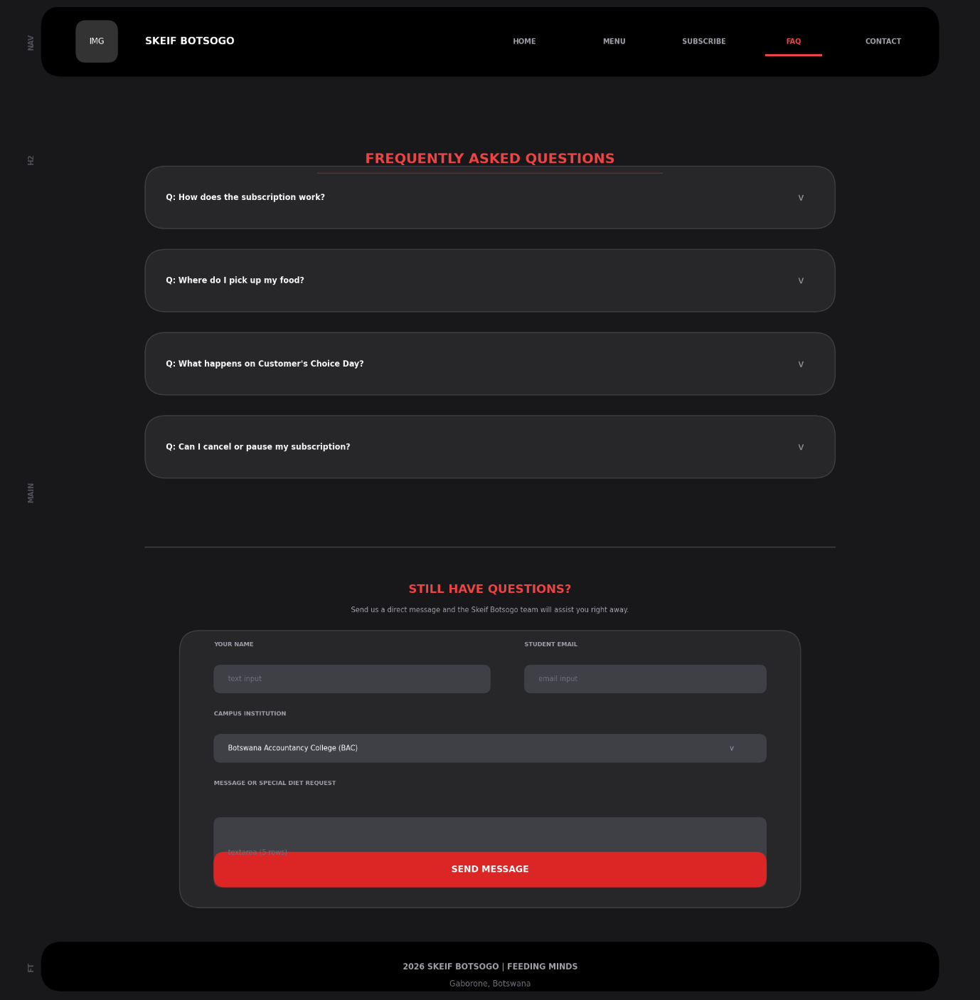 NAV
IMG
SKEIF BOTSOGO
HOME
MENU
SUBSCRIBE
FAQ
CONTACT
H2
FREQUENTLY ASKED QUESTIONS
Q: How does the subscription work?
v
Q: Where do I pick up my food?
v
Q: What happens on Customer's Choice Day?
v
Q: Can I cancel or pause my subscription?
v
MAIN
STILL HAVE QUESTIONS?
Send us a direct message and the Skeif Botsogo team will assist you right away.
YOUR NAME
STUDENT EMAIL
text input
email input
CAMPUS INSTITUTION
Botswana Accountancy College (BAC)
v
MESSAGE OR SPECIAL DIET REQUEST
textarea (5 rows)
SEND MESSAGE
FT
2026 SKEIF BOTSOGO | FEEDING MINDS
Gaborone, Botswana